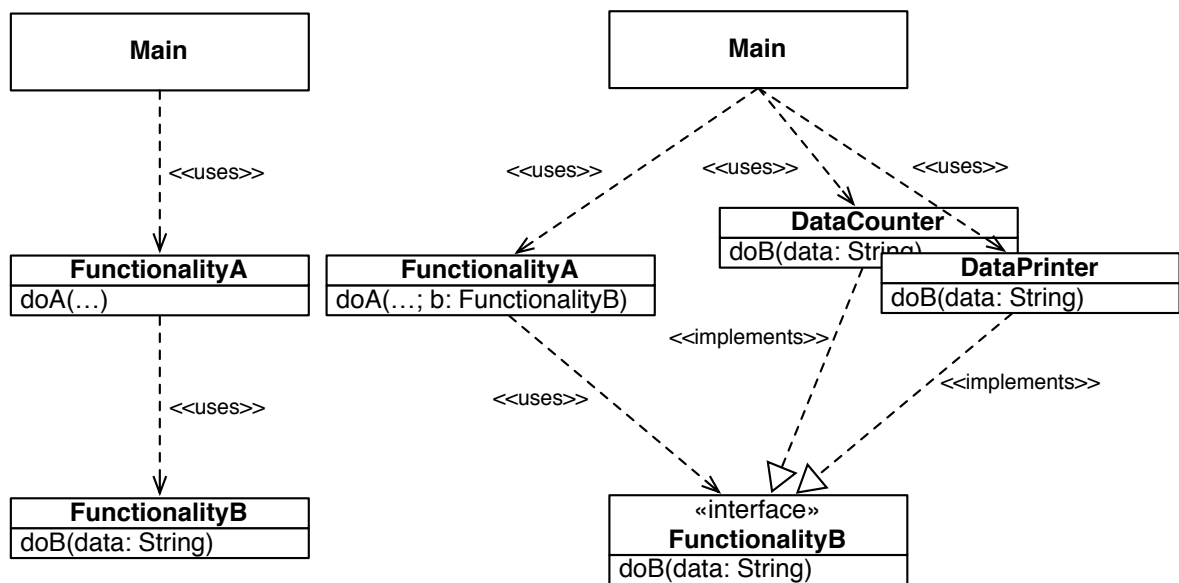 Main
<<uses>>
FunctionalityA
doA(…)
<<uses>>
FunctionalityB
doB(data: String)
Main
<<uses>>
<<uses>>
<<uses>>
FunctionalityA
doA(…; b: FunctionalityB)
DataCounter
doB(data: String)
DataPrinter
doB(data: String)
<<implements>>
<<implements>>
<<uses>>
«interface»
FunctionalityB
doB(data: String)